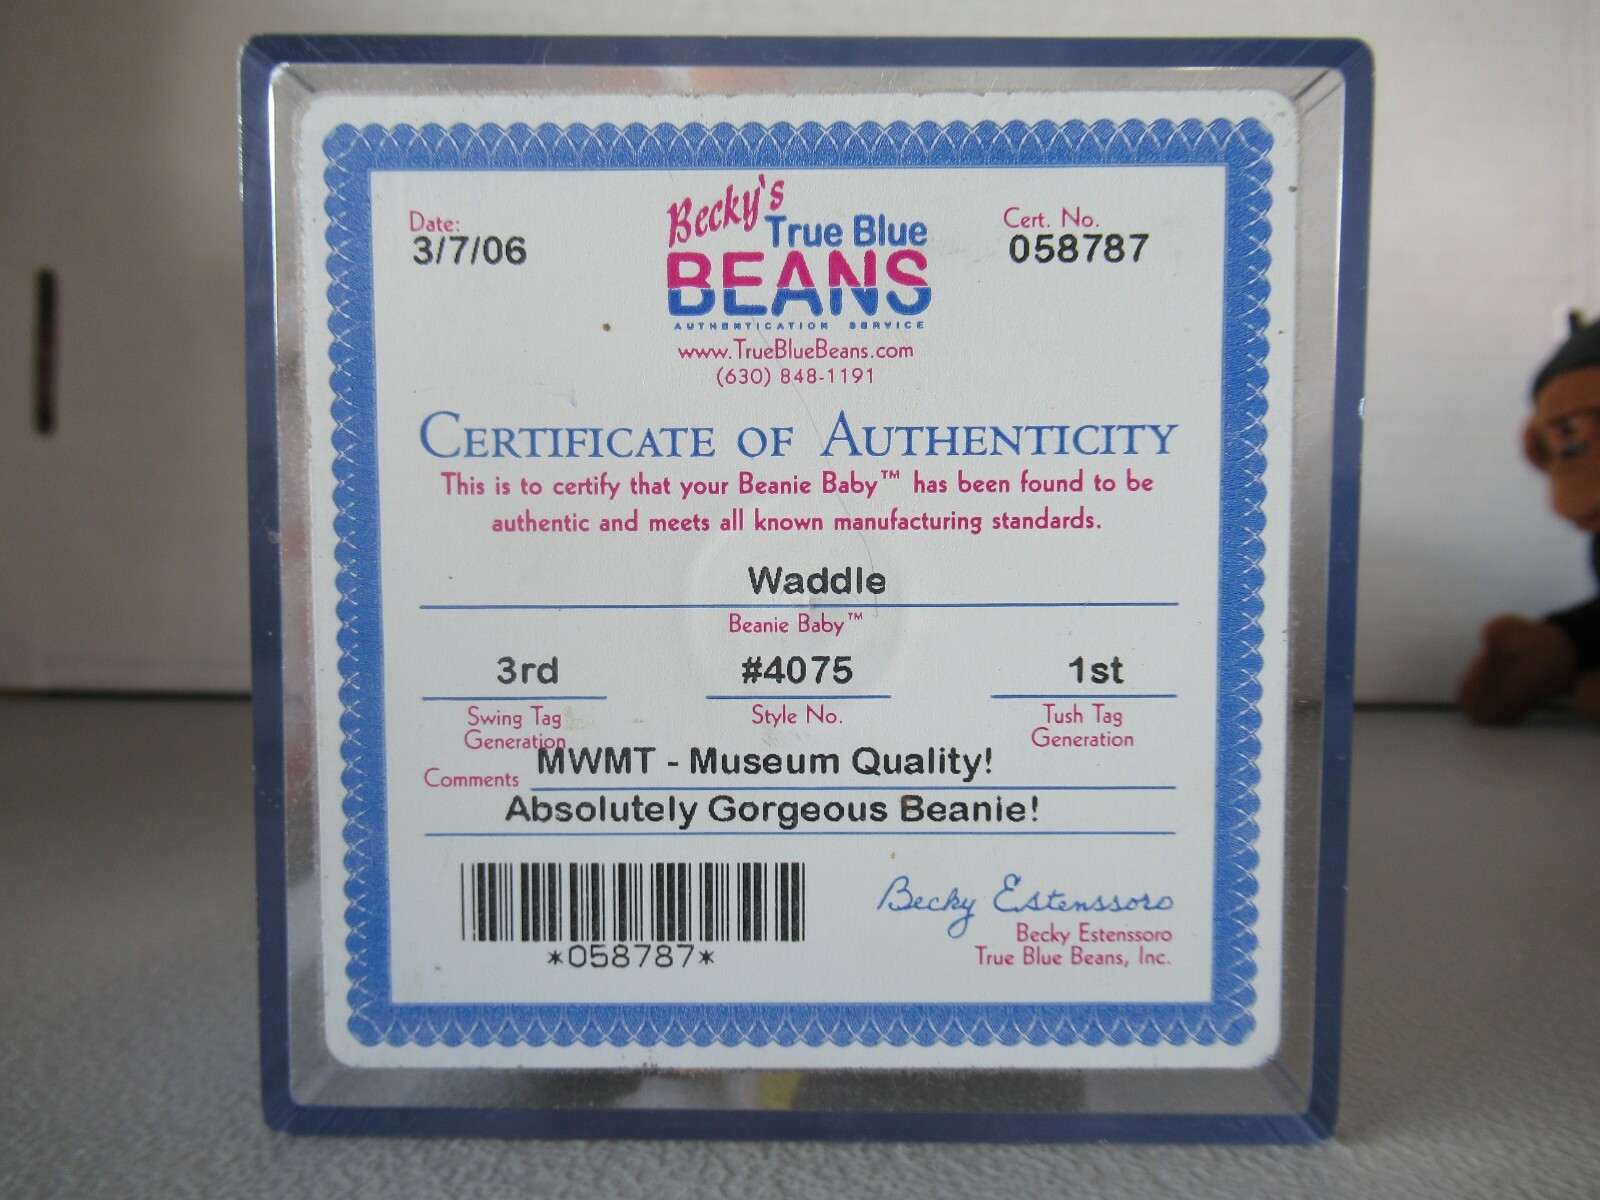 Date:
3/7/06
Becky's
True Blue
BEANS
AUTHENTICATION SERVICE
www.TrueBlueBeans.com
(630) 848-1191
Cert. No.
058787
CERTIFICATE OF AUTHENTICITY
This is to certify that your Beanie Baby™ has been found to be
authentic and meets all known manufacturing standards.
Waddle
Beanie Baby™
3rd #4075 1st
Swing Tag Style No. Tush Tag
Generation Generation
Comments MWMT - Museum Quality!
Absolutely Gorgeous Beanie!
*058787*
Becky Estenssoro
Becky Estenssoro
True Blue Beans, Inc.